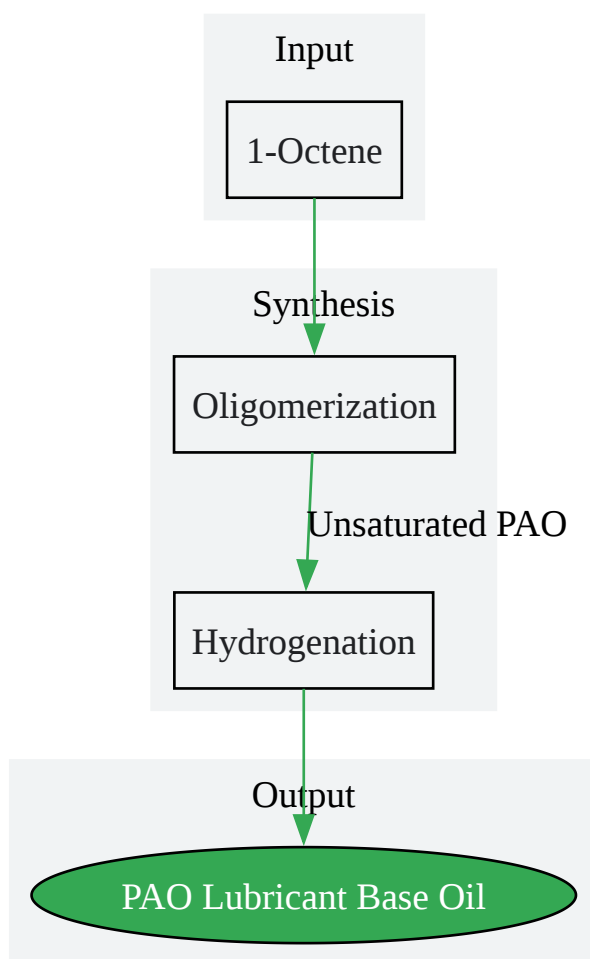 Input
1-Octene
Synthesis
Oligomerization
Unsaturated PAO
Hydrogenation
Output
PAO Lubricant Base Oil